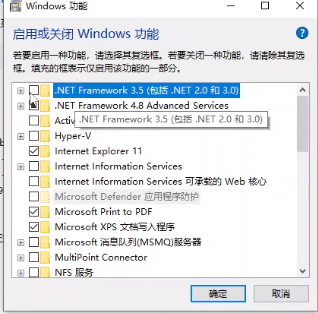 Windows 功能
启用或关闭 Windows 功能
若要启用一种功能，请选择其复选框。若要关闭一种功能，请清除其复选框。填充的框表示仅启用该功能的一部分。
.NET Framework 3.5 (包括 .NET 2.0 和 3.0)
.NET Framework 4.8 Advanced Services
Activ
.NET Framework 3.5 (包括 .NET 2.0 和 3.0)
Hyper-V
Internet Explorer 11
Internet Information Services
Internet Information Services 可承载的 Web 核心
Microsoft Defender 应用程序防护
Microsoft Print to PDF
Microsoft XPS 文档写入程序
Microsoft 消息队列(MSMQ)服务器
MultiPoint Connector
NFS 服务
确定
取消